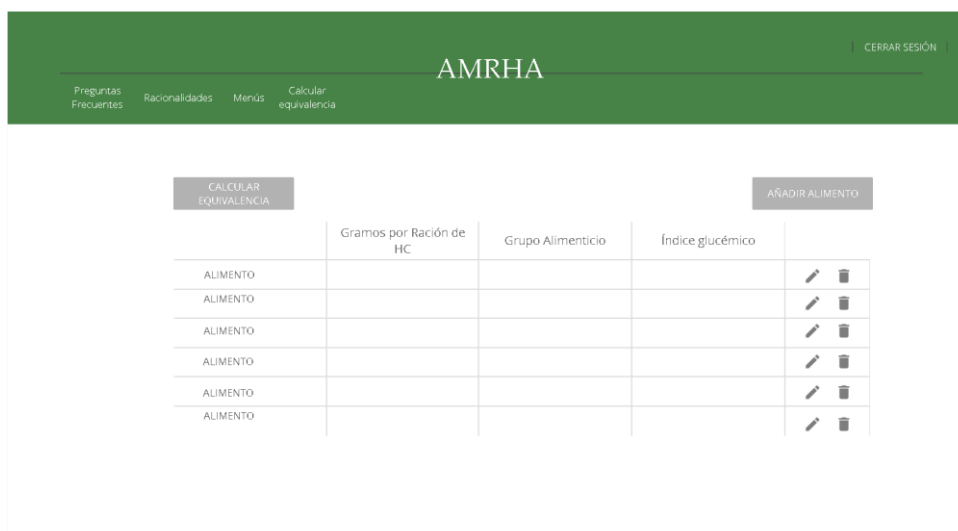 CERRAR SESIÓN
AMRHA
Preguntas
Frecuentes
Racionalidades
Menús
Calcular
equivalencia
CALCULAR
EQUIVALENCIA
AÑADIR ALIMENTO
Gramos por Ración de
HC
Grupo Alimenticio
Índice glucémico
ALIMENTO
ALIMENTO
ALIMENTO
ALIMENTO
ALIMENTO
ALIMENTO